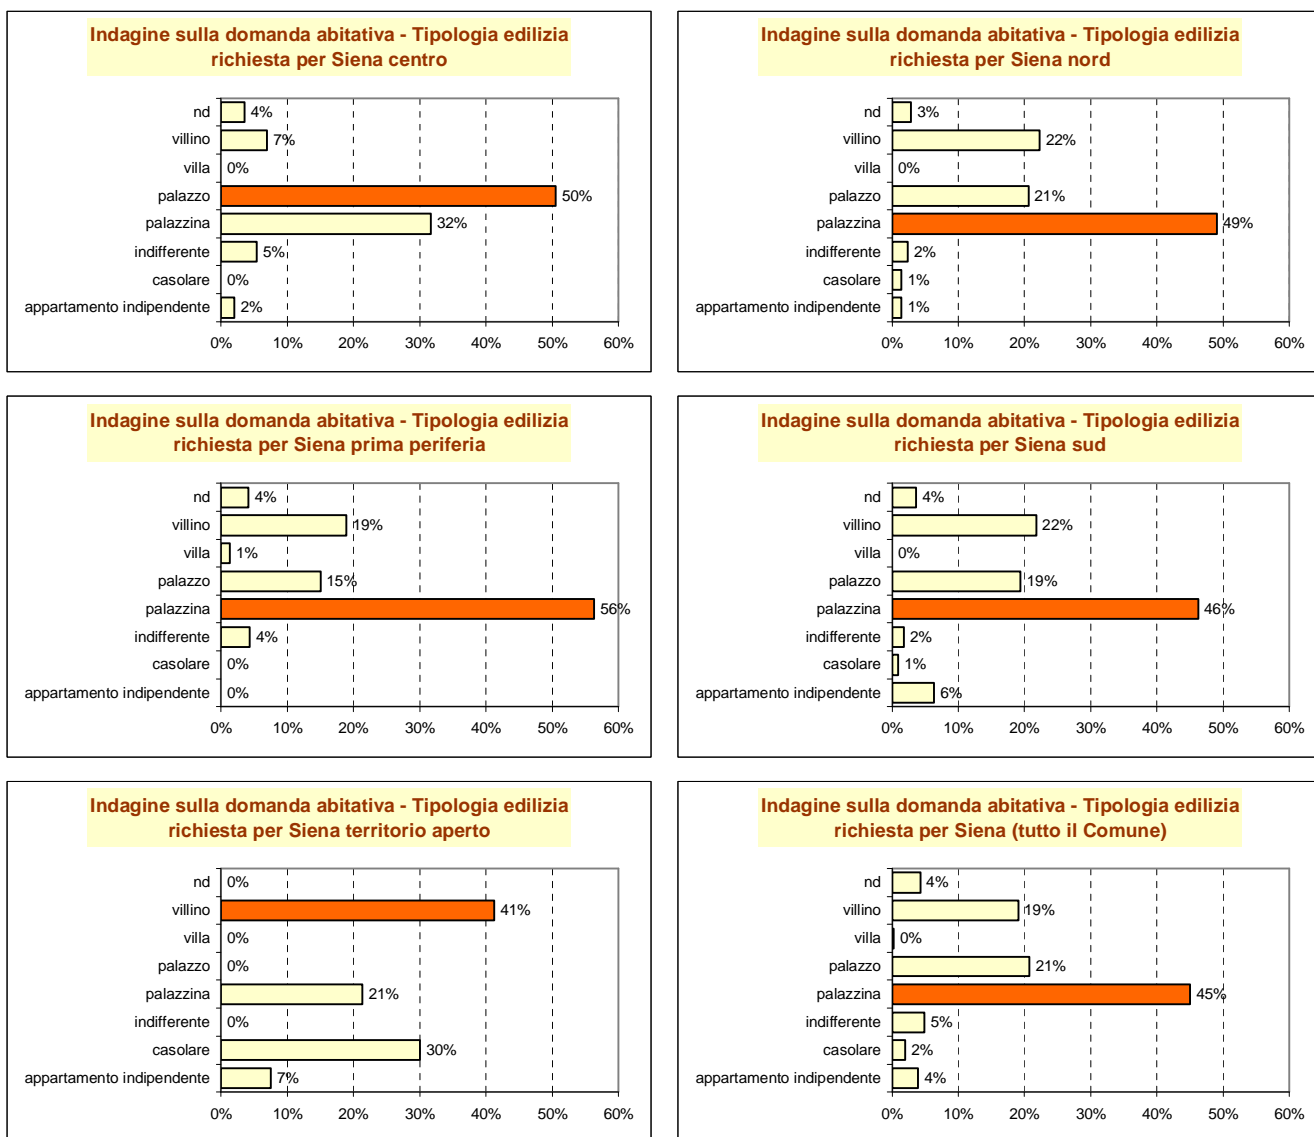 Indagine sulla domanda abitativa - Tipologia edilizia
richiesta per Siena centro
nd 4%
villino 7%
villa 0%
palazzo 50%
palazzina 32%
indifferente 5%
casolare 0%
appartamento indipendente 2%
0% 10% 20% 30% 40% 50% 60%
Indagine sulla domanda abitativa - Tipologia edilizia
richiesta per Siena nord
nd 3%
villino 22%
villa 0%
palazzo 21%
palazzina 49%
indifferente 2%
casolare 1%
appartamento indipendente 1%
0% 10% 20% 30% 40% 50% 60%
Indagine sulla domanda abitativa - Tipologia edilizia
richiesta per Siena prima periferia
nd 4%
villino 19%
villa 1%
palazzo 15%
palazzina 56%
indifferente 4%
casolare 0%
appartamento indipendente 0%
0% 10% 20% 30% 40% 50% 60%
Indagine sulla domanda abitativa - Tipologia edilizia
richiesta per Siena sud
nd 4%
villino 22%
villa 0%
palazzo 19%
palazzina 46%
indifferente 2%
casolare 1%
appartamento indipendente 6%
0% 10% 20% 30% 40% 50% 60%
Indagine sulla domanda abitativa - Tipologia edilizia
richiesta per Siena territorio aperto
nd 0%
villino 41%
villa 0%
palazzo 0%
palazzina 21%
indifferente 0%
casolare 30%
appartamento indipendente 7%
0% 10% 20% 30% 40% 50% 60%
Indagine sulla domanda abitativa - Tipologia edilizia
richiesta per Siena (tutto il Comune)
nd 4%
villino 19%
villa 0%
palazzo 21%
palazzina 45%
indifferente 5%
casolare 2%
appartamento indipendente 4%
0% 10% 20% 30% 40% 50% 60%